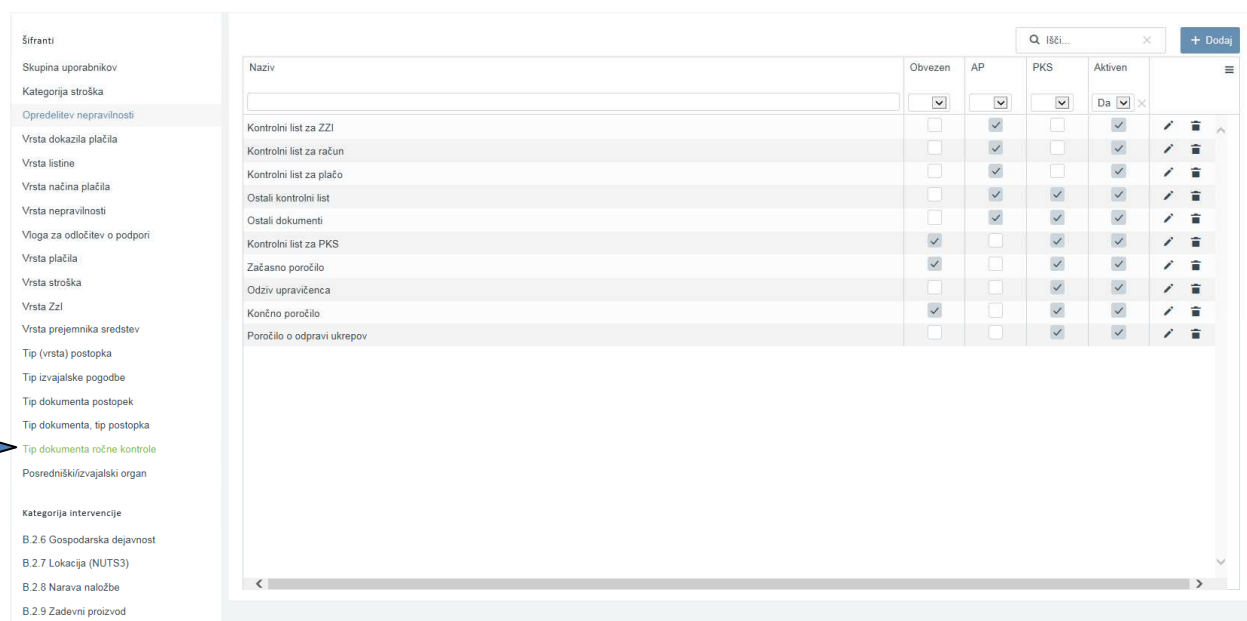 Šifranti
Skupina uporabnikov
Kategorija stroška
Opredelitev nepravilnosti
Vrsta dokazila plačila
Vrsta listine
Vrsta načina plačila
Vrsta nepravilnosti
Vloga za odločitev o podpori
Vrsta plačila
Vrsta stroška
Vrsta ZzI
Vrsta prejemnika sredstev
Tip (vrsta) postopka
Tip izvajalske pogodbe
Tip dokumenta postopek
Tip dokumenta, tip postopka
Tip dokumenta ročne kontrole
Posredniški/izvajalski organ
Kategorija intervencije
B.2.6 Gospodarska dejavnost
B.2.7 Lokacija (NUTS3)
B.2.8 Narava naložbe
B.2.9 Zadevni proizvod
Išči...
+ Dodaj
Naziv Obvezen AP PKS Aktiven
Da
Kontrolni list za ZZI
Kontrolni list za račun
Kontrolni list za plačo
Ostali kontrolni list
Ostali dokumenti
Kontrolni list za PKS
Začasno poročilo
Odziv upravičenca
Končno poročilo
Poročilo o odpravi ukrepov